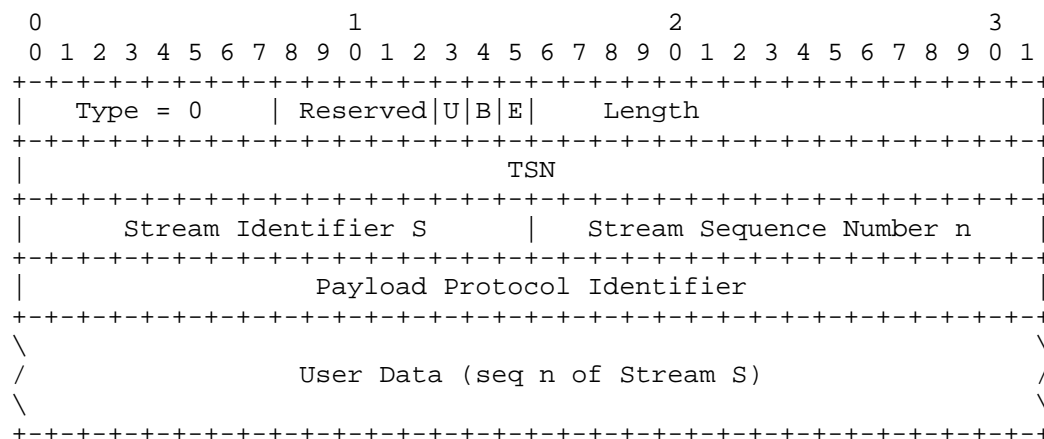 0                   1                   2                   3
 0 1 2 3 4 5 6 7 8 9 0 1 2 3 4 5 6 7 8 9 0 1 2 3 4 5 6 7 8 9 0 1
+-+-+-+-+-+-+-+-+-+-+-+-+-+-+-+-+-+-+-+-+-+-+-+-+-+-+-+-+-+-+-+-+
|   Type = 0    | Reserved|U|B|E|    Length                     |
+-+-+-+-+-+-+-+-+-+-+-+-+-+-+-+-+-+-+-+-+-+-+-+-+-+-+-+-+-+-+-+-+
|                              TSN                              |
+-+-+-+-+-+-+-+-+-+-+-+-+-+-+-+-+-+-+-+-+-+-+-+-+-+-+-+-+-+-+-+-+
|      Stream Identifier S      |   Stream Sequence Number n    |
+-+-+-+-+-+-+-+-+-+-+-+-+-+-+-+-+-+-+-+-+-+-+-+-+-+-+-+-+-+-+-+-+
|                  Payload Protocol Identifier                  |
+-+-+-+-+-+-+-+-+-+-+-+-+-+-+-+-+-+-+-+-+-+-+-+-+-+-+-+-+-+-+-+-+
\                                                               \
/                 User Data (seq n of Stream S)                 /
\                                                               \
+-+-+-+-+-+-+-+-+-+-+-+-+-+-+-+-+-+-+-+-+-+-+-+-+-+-+-+-+-+-+-+-+